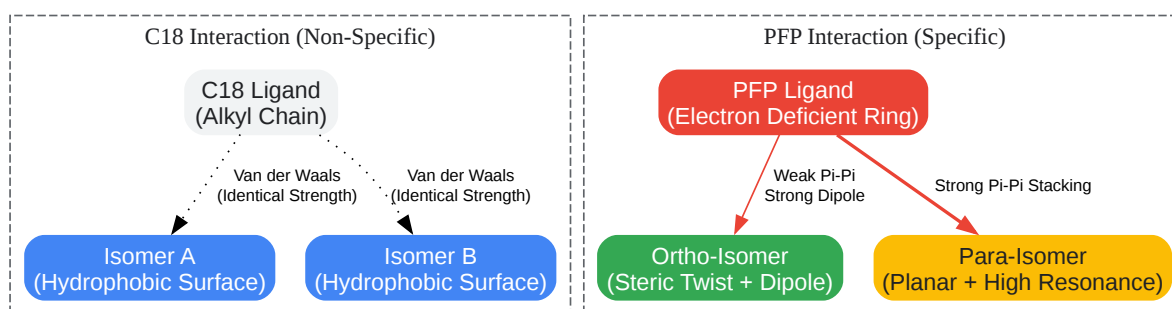 C18 Interaction (Non-Specific)
C18 Ligand
(Alkyl Chain)
Van der Waals
(Identical Strength)
Van der Waals
(Identical Strength)
Isomer A
(Hydrophobic Surface)
Isomer B
(Hydrophobic Surface)
PFP Interaction (Specific)
PFP Ligand
(Electron Deficient Ring)
Weak Pi-Pi
Strong Dipole
Strong Pi-Pi Stacking
Ortho-Isomer
(Steric Twist + Dipole)
Para-Isomer
(Planar + High Resonance)